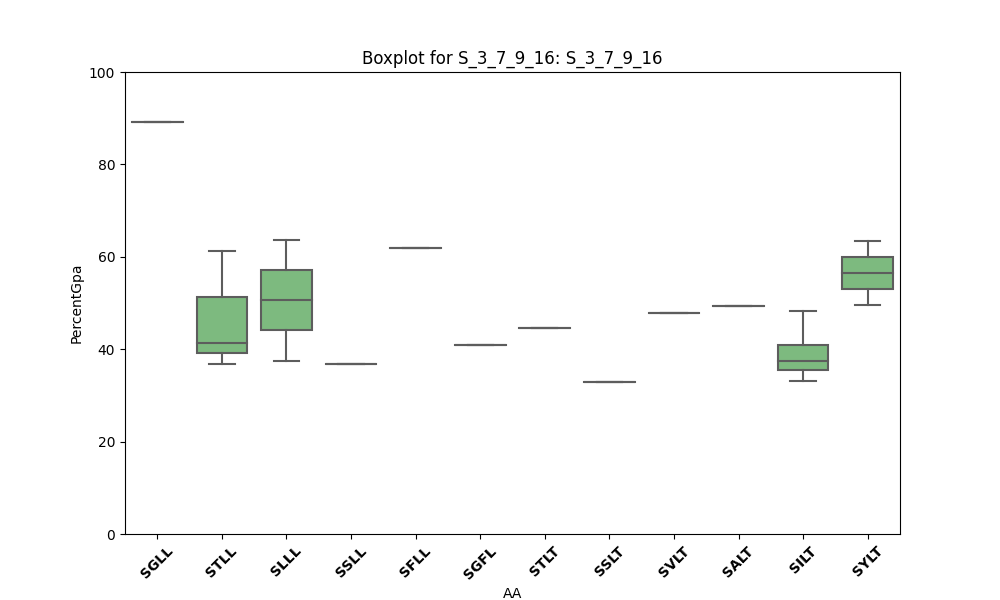 Boxplot for S_3_7_9_16: S_3_7_9_16
100
80
60
40
20
0
PercentGpa
SGLL
STLL
SLLL
SSLL
SFLL
SGFL
STLT
SSLT
SVLT
SALT
SILT
SYLT
AA